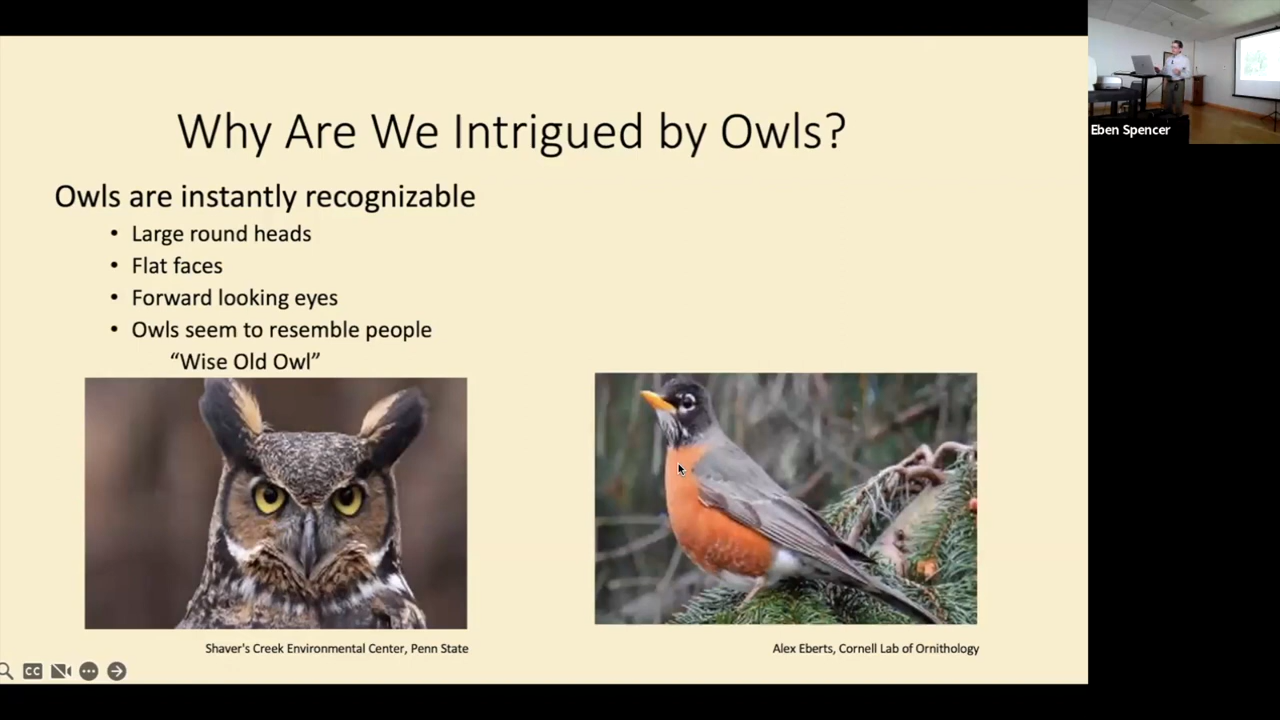 Why Are We Intrigued by Owls?
Owls are instantly recognizable
• Large round heads
• Flat faces
• Forward looking eyes
• Owls seem to resemble people
“Wise Old Owl”
Shaver's Creek Environmental Center, Penn State
Alex Eberts, Cornell Lab of Ornithology
CC
Eben Spencer